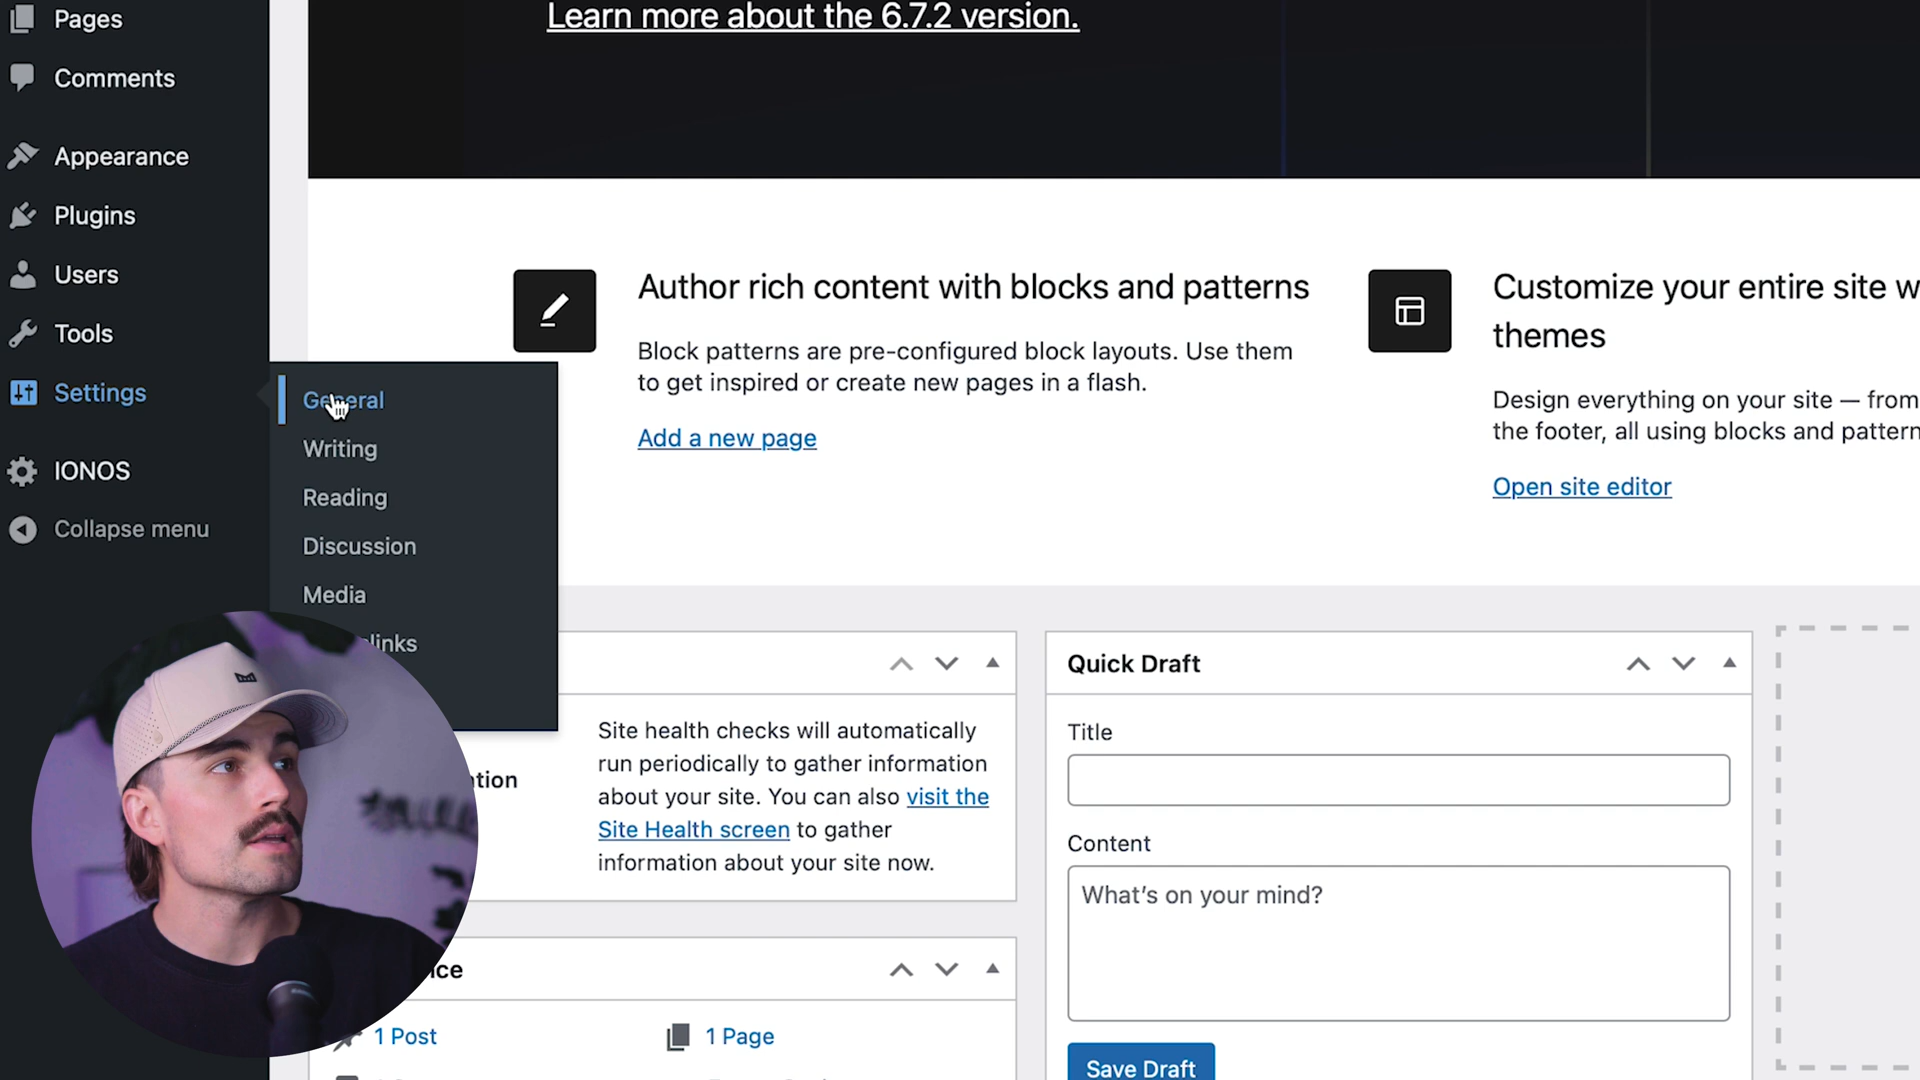 Pages
Comments
Appearance
Plugins
Users
Tools
Settings
IONOS
Collapse menu
General
Writing
Reading
Discussion
Media
links
Learn more about the 6.7.2 version.
Author rich content with blocks and patterns
Block patterns are pre-configured block layouts. Use them
to get inspired or create new pages in a flash.
Add a new page
Customize your entire site w
themes
Design everything on your site — from
the footer, all using blocks and pattern
Open site editor
Site health checks will automatically
run periodically to gather information
about your site. You can also visit the
Site Health screen to gather
information about your site now.
1 Post
1 Page
Quick Draft
Title
Content
What's on your mind?
Save Draft